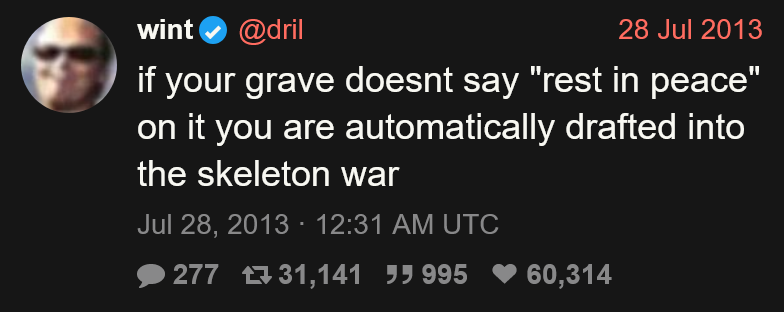 wint @dril 28 Jul 2013
if your grave doesnt say "rest in peace"
on it you are automatically drafted into
the skeleton war
Jul 28, 2013 · 12:31 AM UTC
277 31,141 995 60,314